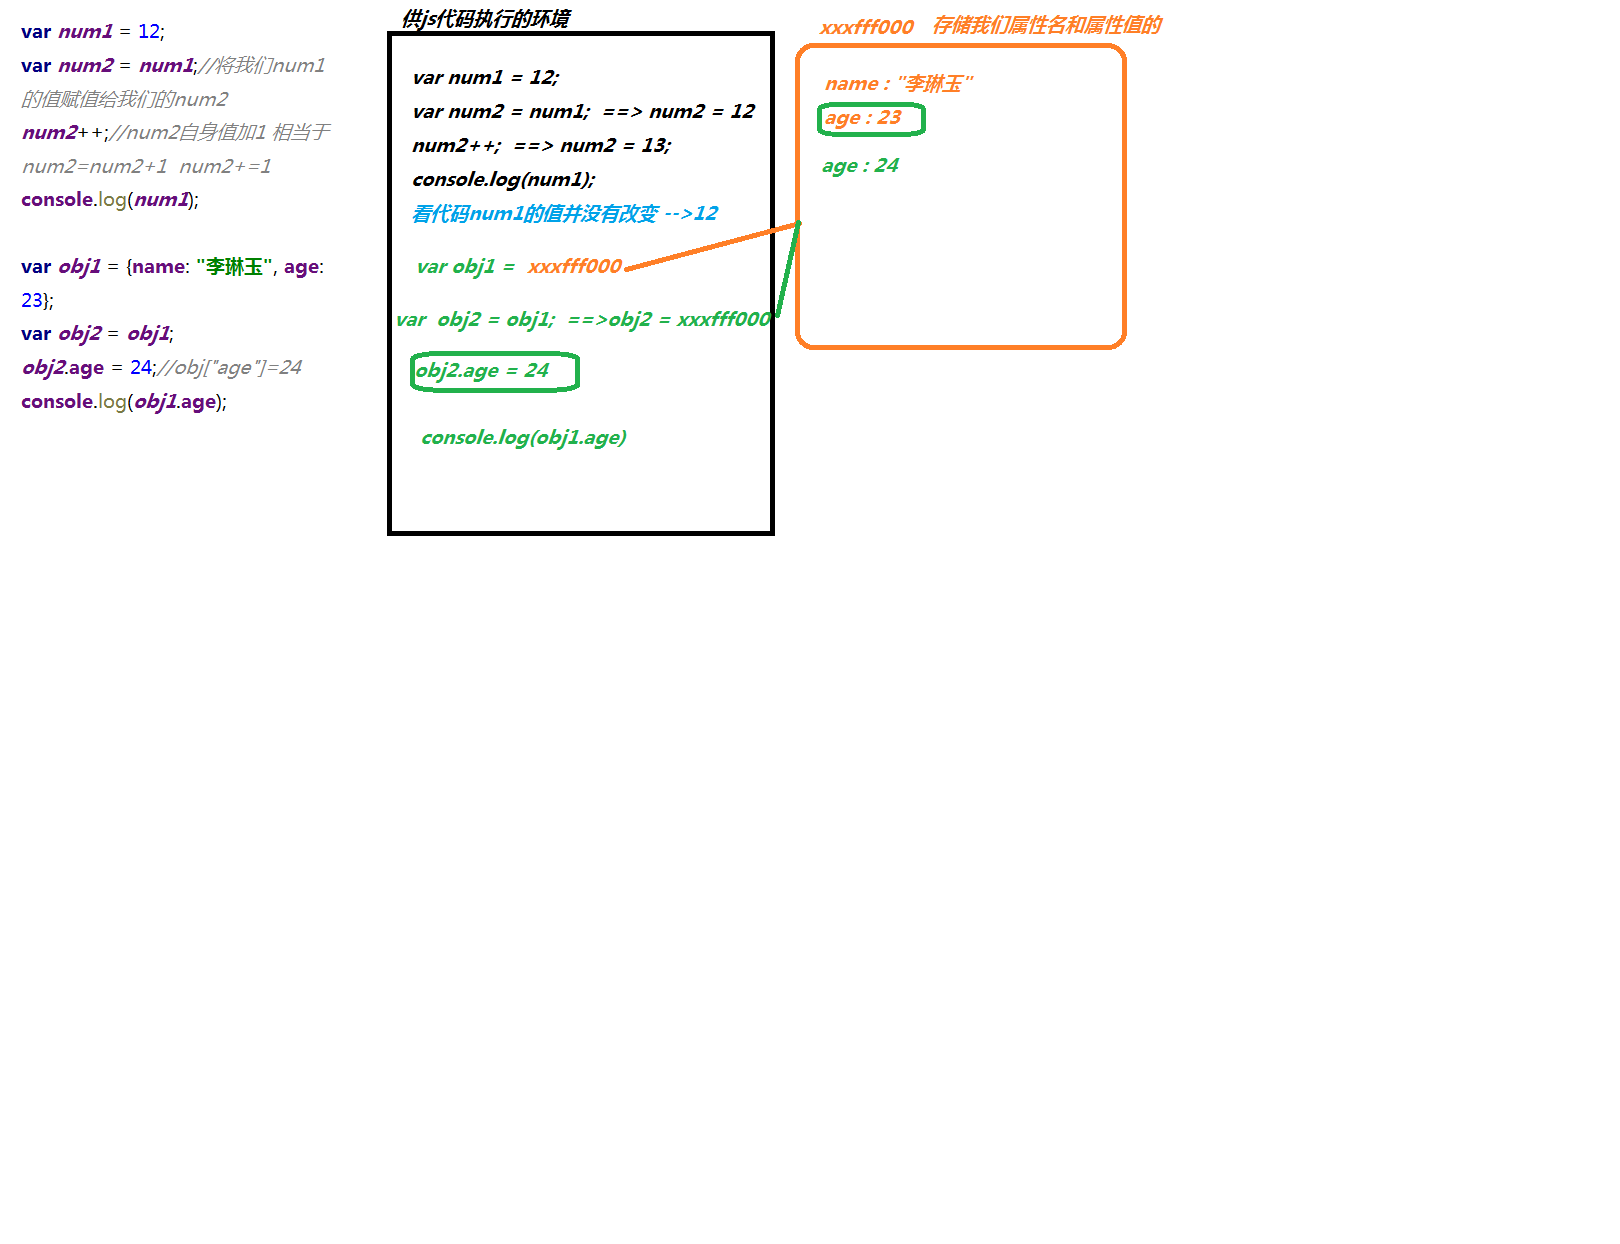 var num1 = 12;
var num2 = num1;//将我们num1
的值赋值给我们的num2
num2++;//num2自身值加1 相当于
num2=num2+1  num2+=1
console.log(num1);
var obj1 = {name: "李琳玉", age:
23};
var obj2 = obj1;
obj2.age = 24;//obj["age"]=24
console.log(obj1.age);
供js代码执行的环境
var num1 = 12;
var num2 = num1;  ==> num2 = 12
num2++;  ==> num2 = 13;
console.log(num1);
看代码num1的值并没有改变 -->12
var obj1 =  xxxfff000
var  obj2 = obj1;  ==>obj2 = xxxfff000
obj2.age = 24
console.log(obj1.age)
xxxfff000   存储我们属性名和属性值的
name : "李琳玉"
age : 23
age : 24